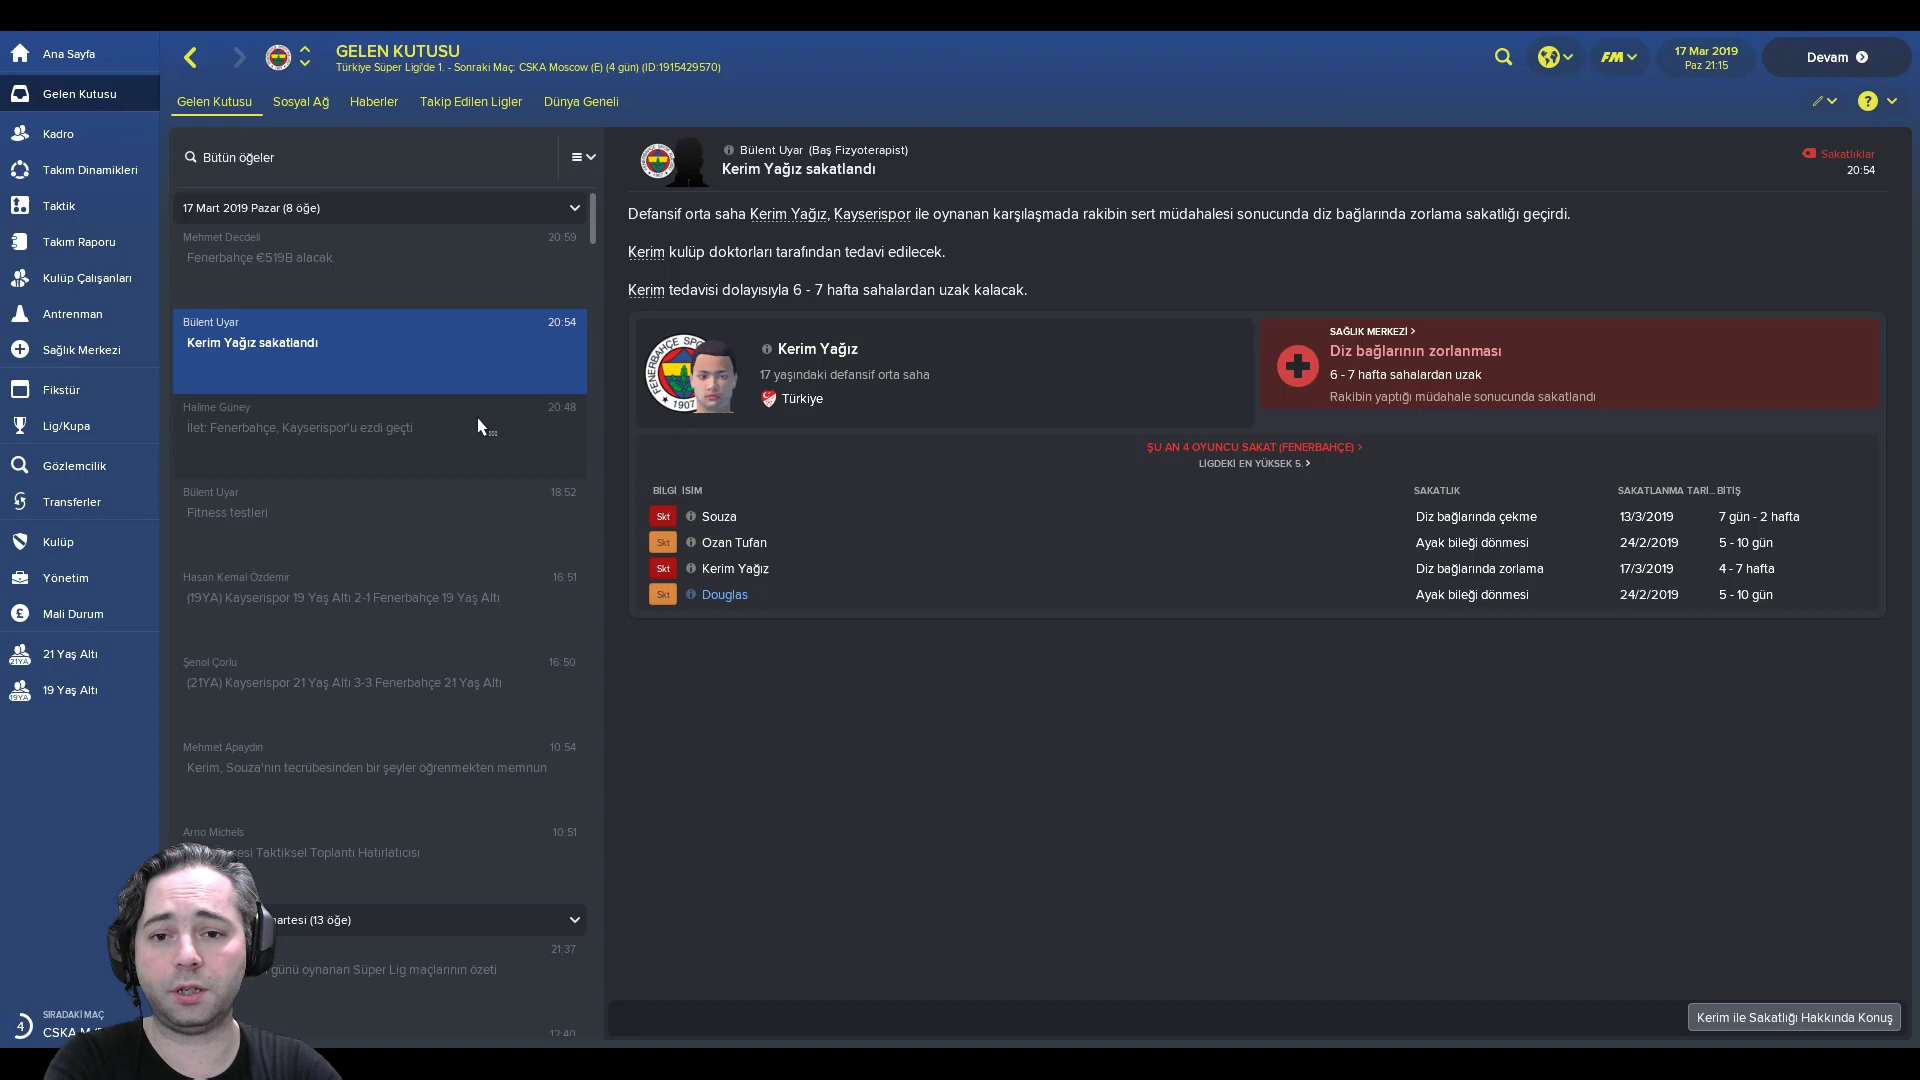 Ana Sayfa
Gelen Kutusu
Kadro
Takım Dinamikleri
Taktik
Takım Raporu
Kulüp Çalışanları
Antrenman
Sağlık Merkezi
Fikstür
Lig/Kupa
Gözlemcilik
Transferler
Kulüp
Yönetim
Mali Durum
21YA
21 Yaş Altı
19YA
19 Yaş Altı
SIRADAKİ MAÇ
4
CSKA
GELEN KUTUSU
Türkiye Süper Ligi'de 1. - Sonraki Maç: CSKA Moscow (E) (4 gün) (ID:1915429570)
FM
17 Mar 2019
Paz 21:15
Devam
Gelen Kutusu
Sosyal Ağ
Haberler
Takip Edilen Ligler
Dünya Geneli
?
Bütün öğeler
17 Mart 2019 Pazar (8 öğe)
Mehmet Decdeli 20:59
Fenerbahçe €519B alacak.
Bülent Uyar 20:54
Kerim Yağız sakatlandı
Halime Güney 20:48
İlet: Fenerbahçe, Kayserispor'u ezdi geçti
Bülent Uyar 18:52
Fitness testleri
Hasan Kemal Özdemir 16:51
(19YA) Kayserispor 19 Yaş Altı 2-1 Fenerbahçe 19 Yaş Altı
Şenol Çorlu 16:50
(21YA) Kayserispor 21 Yaş Altı 3-3 Fenerbahçe 21 Yaş Altı
Mehmet Apaydın 10:54
Kerim, Souza'nın tecrübesinden bir şeyler öğrenmekten memnun
Arno Michels 10:51
Taktiksel Toplantı Hatırlatıcısı
(13 öğe)
21:37
günü oynanan Süper Lig maçlarının özeti
12:40
Bülent Uyar (Baş Fizyoterapist)
Kerim Yağız sakatlandı
Sakatlıklar
20:54
Defansif orta saha Kerim Yağız, Kayserispor ile oynanan karşılaşmada rakibin sert müdahalesi sonucunda diz bağlarında zorlama sakatlığı geçirdi.
Kerim kulüp doktorları tarafından tedavi edilecek.
Kerim tedavisi dolayısıyla 6 - 7 hafta sahalardan uzak kalacak.
FENERBAHÇE SPO
1907
Kerim Yağız
17 yaşındaki defansif orta saha
Türkiye
SAĞLIK MERKEZİ >
Diz bağlarının zorlanması
6 - 7 hafta sahalardan uzak
Rakibin yaptığı müdahale sonucunda sakatlandı
ŞU AN 4 OYUNCU SAKAT (FENERBAHÇE) >
LİGDEKİ EN YÜKSEK 5. >
BİLGİ İSİM SAKATLIK SAKATLANMA TARİ... BİTİŞ
Skt Souza Diz bağlarında çekme 13/3/2019 7 gün - 2 hafta
Skt Ozan Tufan Ayak bileği dönmesi 24/2/2019 5 - 10 gün
Skt Kerim Yağız Diz bağlarında zorlama 17/3/2019 4 - 7 hafta
Skt Douglas Ayak bileği dönmesi 24/2/2019 5 - 10 gün
Kerim ile Sakatlığı Hakkında Konuş